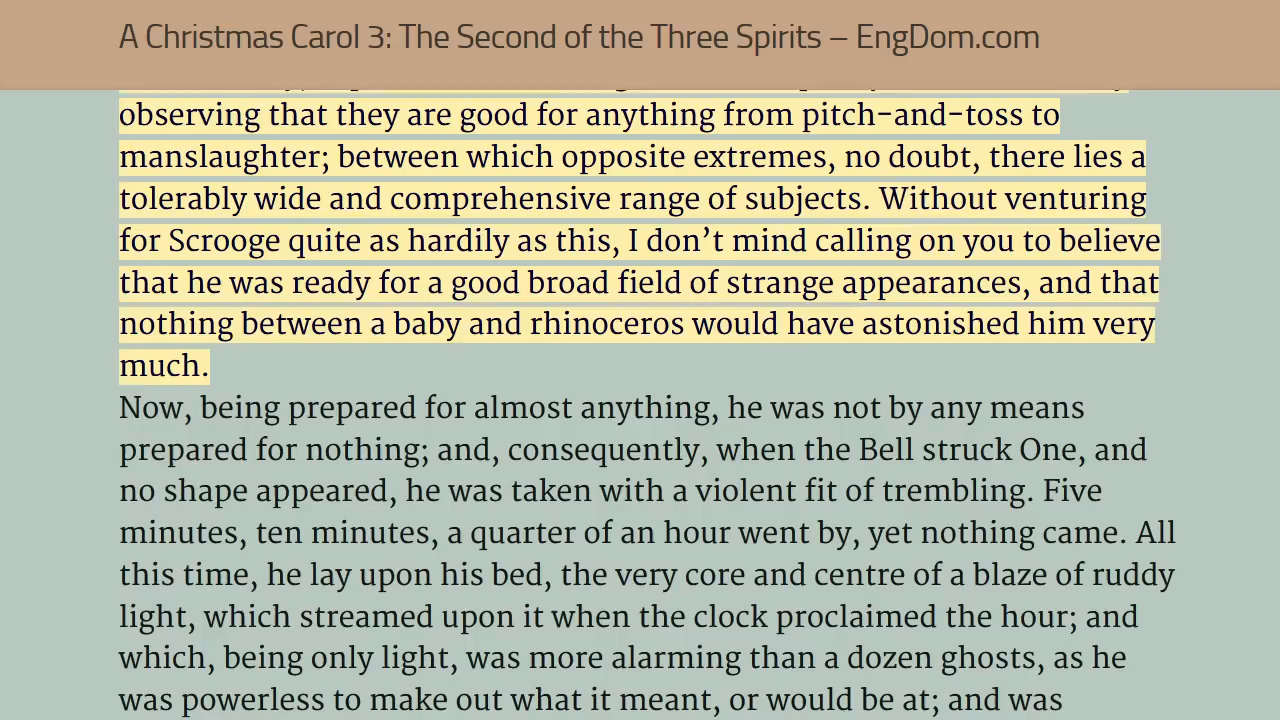 A Christmas Carol 3: The Second of the Three Spirits – EngDom.com
observing that they are good for anything from pitch-and-toss to
manslaughter; between which opposite extremes, no doubt, there lies a
tolerably wide and comprehensive range of subjects. Without venturing
for Scrooge quite as hardily as this, I don’t mind calling on you to believe
that he was ready for a good broad field of strange appearances, and that
nothing between a baby and rhinoceros would have astonished him very
much.
Now, being prepared for almost anything, he was not by any means
prepared for nothing; and, consequently, when the Bell struck One, and
no shape appeared, he was taken with a violent fit of trembling. Five
minutes, ten minutes, a quarter of an hour went by, yet nothing came. All
this time, he lay upon his bed, the very core and centre of a blaze of ruddy
light, which streamed upon it when the clock proclaimed the hour; and
which, being only light, was more alarming than a dozen ghosts, as he
was powerless to make out what it meant, or would be at; and was